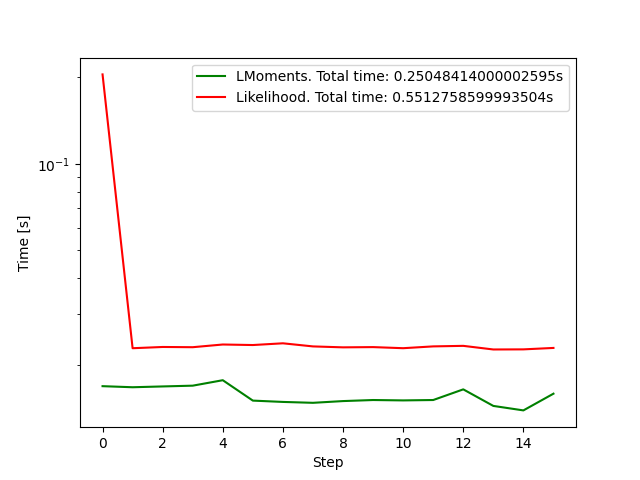 LMoments. Total time: 0.25048414000002595s
Likelihood. Total time: 0.5512758599993504s
10⁻¹
Time [s]
0 2 4 6 8 10 12 14
Step